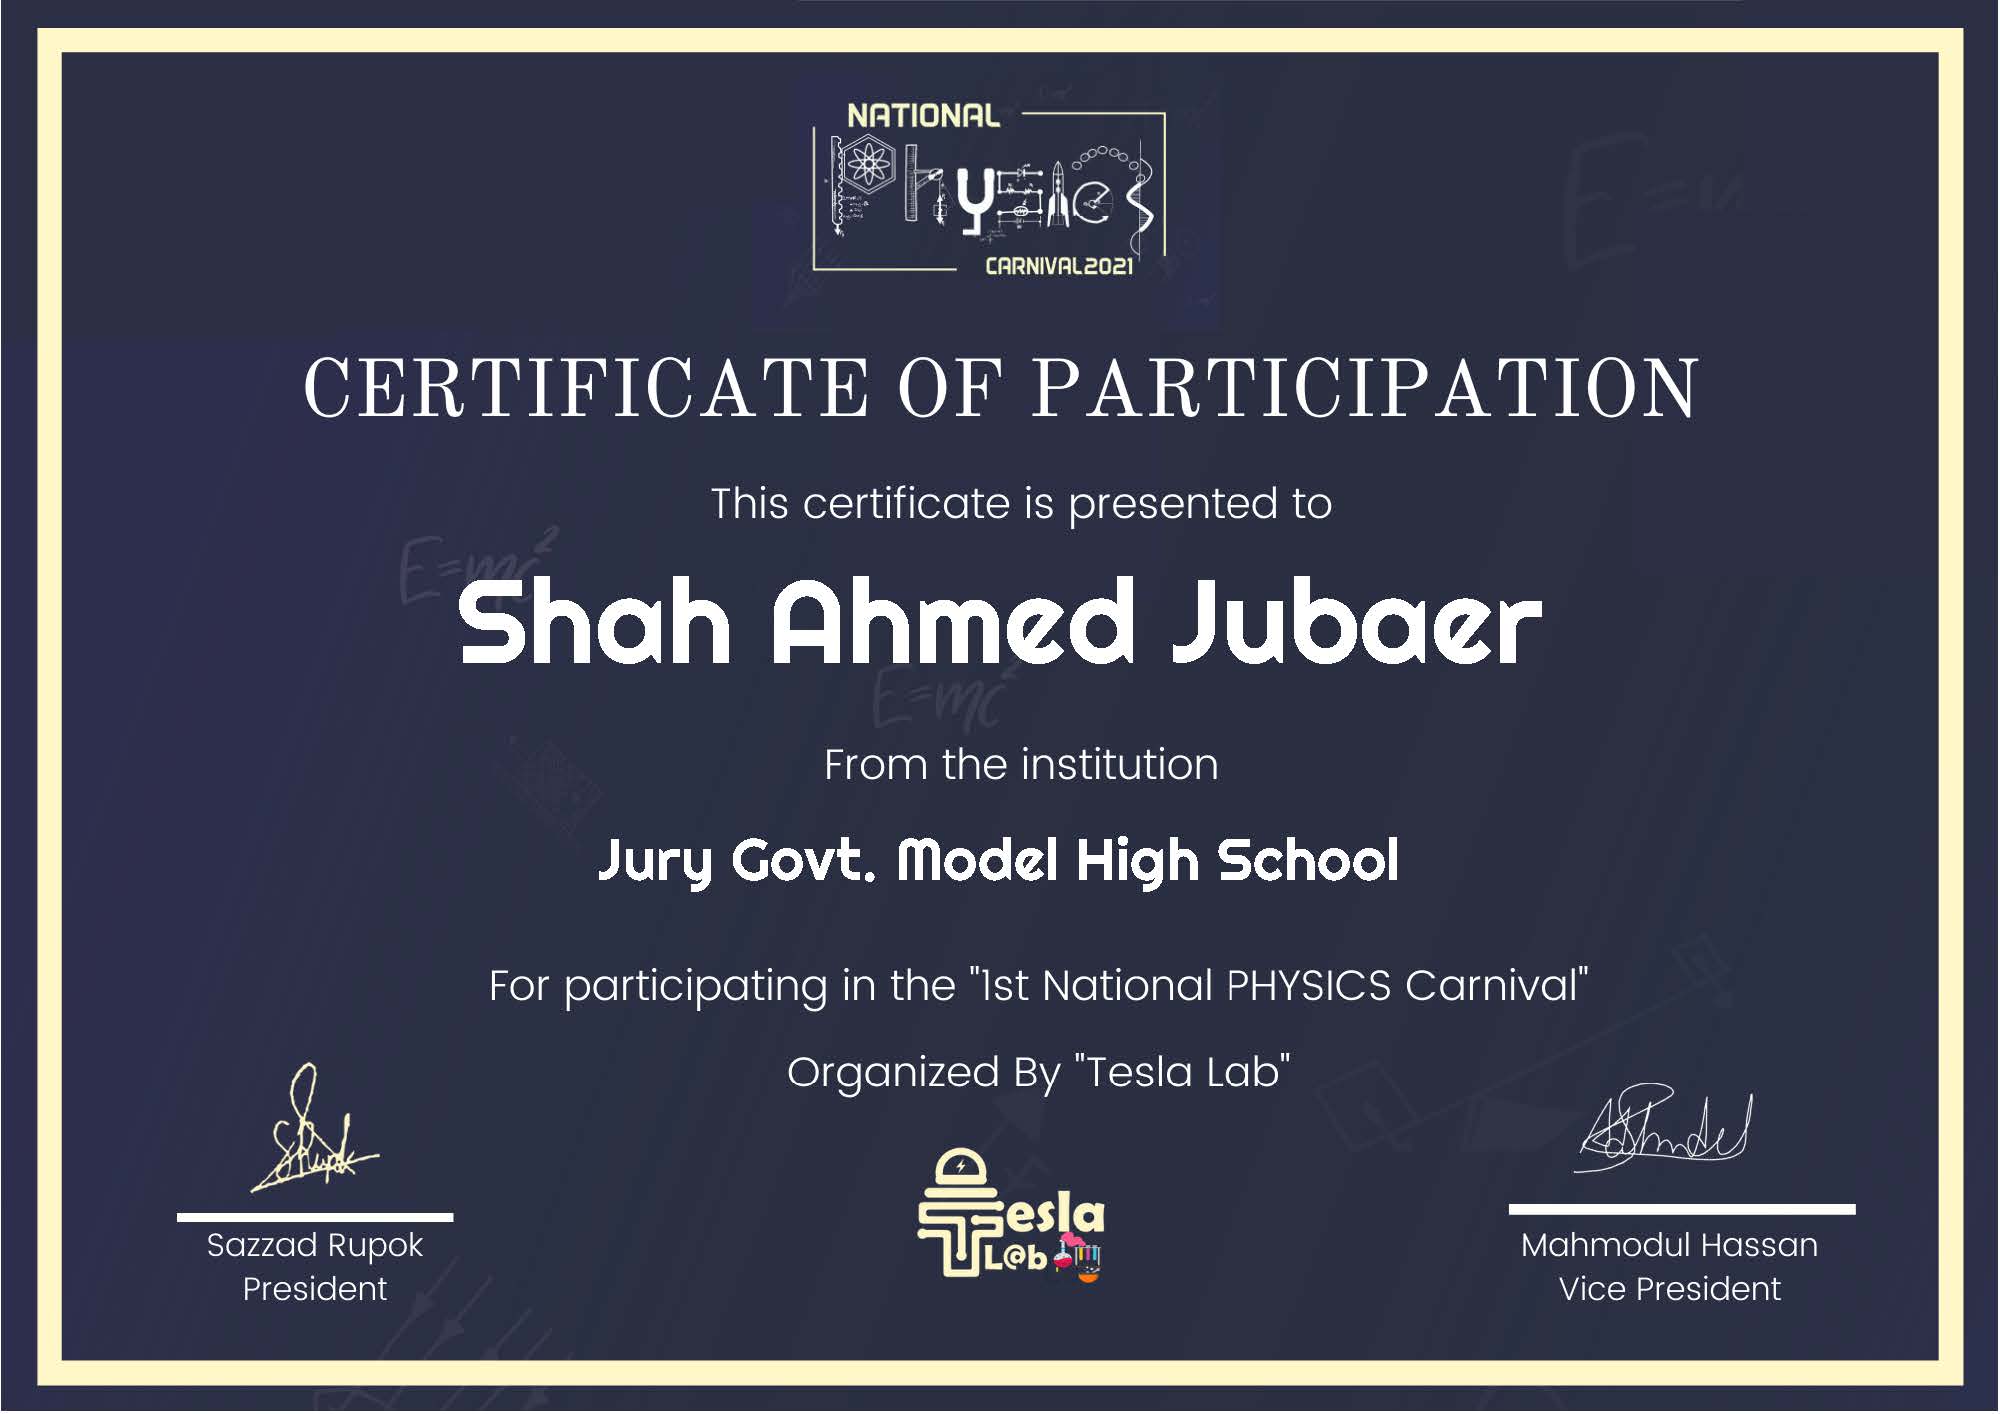 NATIONAL
Physics
CARNIVAL2021
CERTIFICATE OF PARTICIPATION
This certificate is presented to
E=mc²
Shah Ahmed Jubaer
E=mc²
From the institution
Jury Govt. Model High School
For participating in the "1st National PHYSICS Carnival"
Organized By "Tesla Lab"
Tesla
L@b
Sazzad Rupok
President
Mahmodul Hassan
Vice President